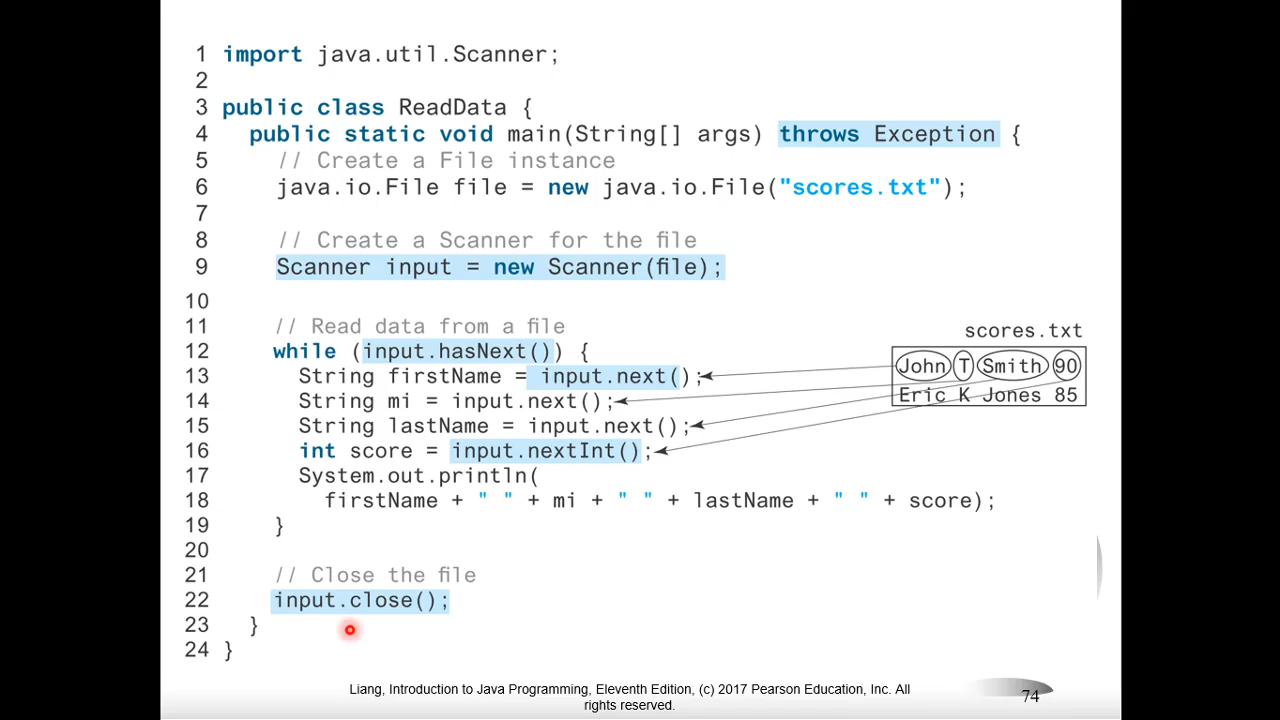 1 import java.util.Scanner;
2
3 public class ReadData {
4 public static void main(String[] args) throws Exception {
5 // Create a File instance
6 java.io.File file = new java.io.File("scores.txt");
7
8 // Create a Scanner for the file
9 Scanner input = new Scanner(file);
10
11 // Read data from a file
12 while (input.hasNext()) {
13 String firstName = input.next();
14 String mi = input.next();
15 String lastName = input.next();
16 int score = input.nextInt();
17 System.out.println(
18 firstName + " " + mi + " " + lastName + " " + score);
19 }
20
21 // Close the file
22 input.close();
23 }
24 }
scores.txt
John T Smith 90
Eric K Jones 85
Liang, Introduction to Java Programming, Eleventh Edition, (c) 2017 Pearson Education, Inc. All
rights reserved.
74